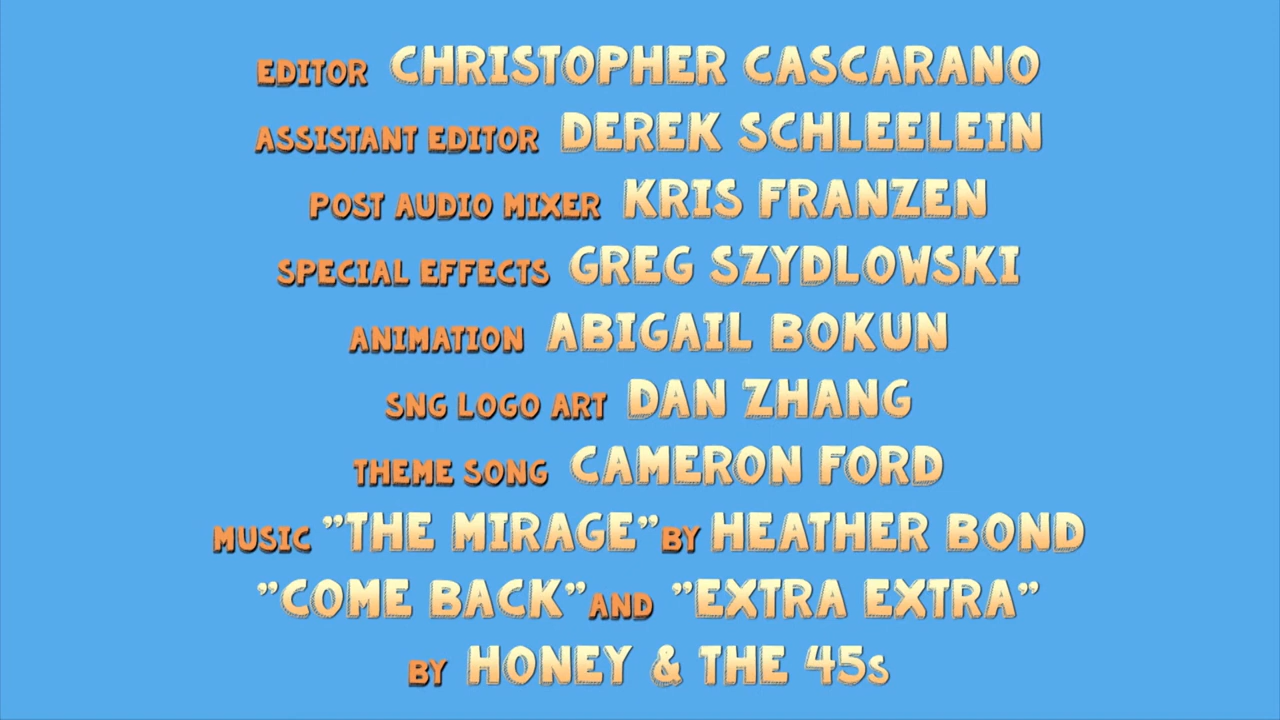 EDITOR CHRISTOPHER CASCARANO
ASSISTANT EDITOR DEREK SCHLEELEIN
POST AUDIO MIXER KRIS FRANZEN
SPECIAL EFFECTS GREG SZYDLOWSKI
ANIMATION ABIGAIL BOKUN
SNG LOGO ART DAN ZHANG
THEME SONG CAMERON FORD
MUSIC ”THE MIRAGE” BY HEATHER BOND
”COME BACK” AND ”EXTRA EXTRA”
BY HONEY & THE 45s